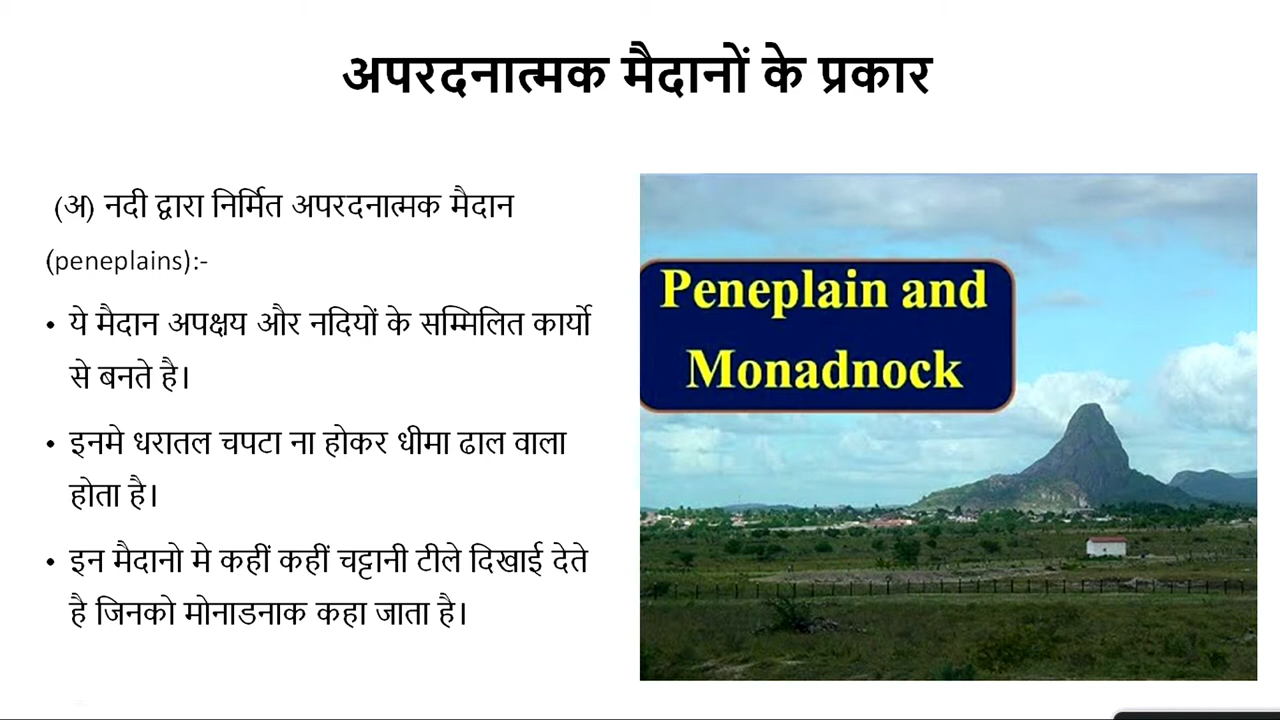 अपरदनात्मक मैदानों के प्रकार
(अ) नदी द्वारा निर्मित अपरदनात्मक मैदान
(peneplains):-
• ये मैदान अपक्षय और नदियों के सम्मिलित कार्यो
से बनते है।
• इनमे धरातल चपटा ना होकर धीमा ढाल वाला
होता है।
• इन मैदानो मे कहीं कहीं चट्टानी टीले दिखाई देते
है जिनको मोनाडनाक कहा जाता है।
Peneplain and
Monadnock